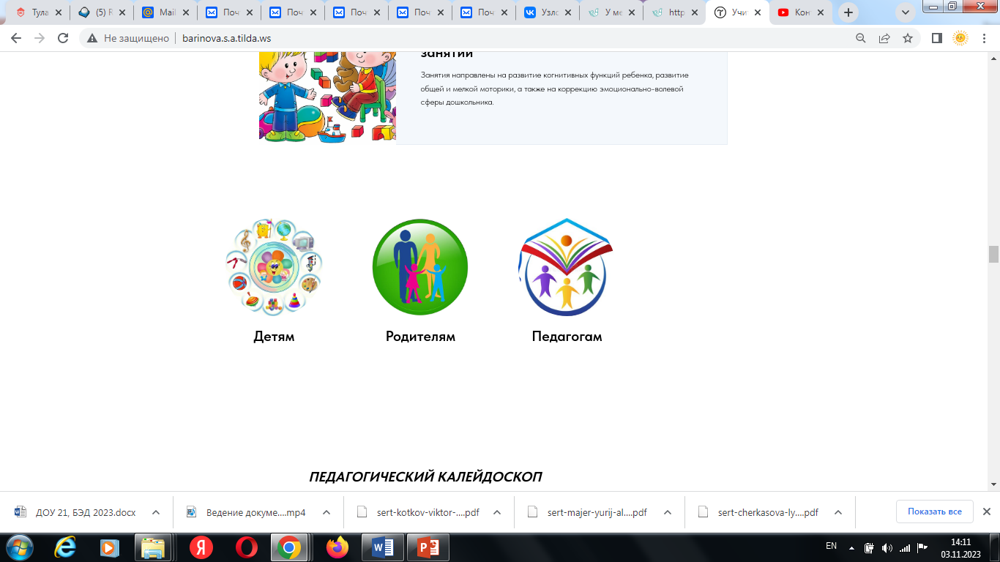 Тула
(5) R
Mail
Поч
Поч
Поч
Поч
Поч
Узло
У ме
http
Учи
Кон
Не защищено barinova.s.a.tilda.ws
занятий
Занятия направлены на развитие когнитивных функций ребенка, развитие
общей и мелкой моторики, а также на коррекцию эмоционально-волевой
сферы дошкольника.
Детям
Родителям
Педагогам
ПЕДАГОГИЧЕСКИЙ КАЛЕЙДОСКОП
ДОУ 21, БЭД 2023.docx
Ведение докуме....mp4
sert-kotkov-viktor-....pdf
sert-majer-yurij-al....pdf
sert-cherkasova-ly....pdf
Показать все
EN
14:11
03.11.2023